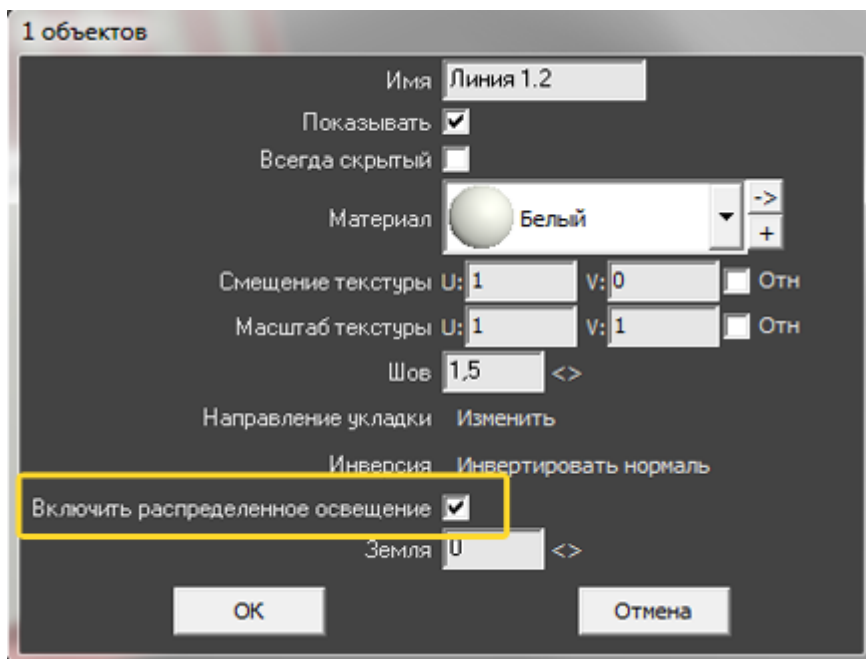 1 объектов
Имя Линия 1.2
Показывать
Всегда скрытый
Материал Белый ->
+
Смещение текстуры U: 1 V: 0 Отн
Масштаб текстуры U: 1 V: 1 Отн
Шов 1,5 <>
Направление укладки Изменить
Инверсия Инвертировать нормаль
Включить распределенное освещение
Земля 0 <>
OK Отмена